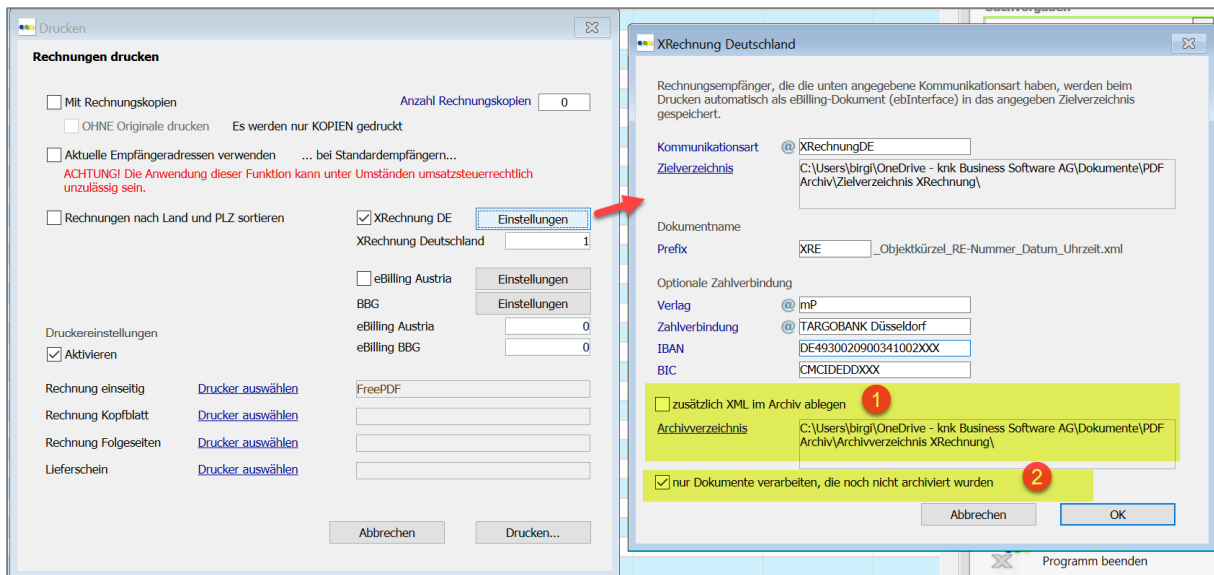 Drucken
Rechnungen drucken
Mit Rechnungskopien
Anzahl Rechnungskopien 0
OHNE Originale drucken Es werden nur KOPIEN gedruckt
Aktuelle Empfängeradressen verwenden ... bei Standardempfängern...
ACHTUNG! Die Anwendung dieser Funktion kann unter Umständen umsatzsteuerrechtlich
unzulässig sein.
Rechnungen nach Land und PLZ sortieren
XRechnung DE Einstellungen
XRechnung Deutschland 1
eBilling Austria Einstellungen
BBG Einstellungen
eBilling Austria 0
eBilling BBG 0
Druckereinstellungen
Aktivieren
Rechnung einseitig Drucker auswählen FreePDF
Rechnung Kopfblatt Drucker auswählen
Rechnung Folgeseiten Drucker auswählen
Lieferschein Drucker auswählen
Abbrechen Drucken...
XRechnung Deutschland
Rechnungsempfänger, die die unten angegebene Kommunikationsart haben, werden beim
Drucken automatisch als eBilling-Dokument (ebInterface) in das angegeben Zielverzeichnis
gespeichert.
Kommunikationsart @ XRechnungDE
Zielverzeichnis C:\Users\birgi\OneDrive - knk Business Software AG\Dokumente\PDF
Archiv\Zielverzeichnis XRechnung\
Dokumentname
Prefix XRE _Objektkürzel_RE-Nummer_Datum_Uhrzeit.xml
Optionale Zahlverbindung
Verlag @ mP
Zahlverbindung @ TARGOBANK Düsseldorf
IBAN DE4930020900341002XXX
BIC CMCIDEDDXXX
zusätzlich XML im Archiv ablegen 1
Archivverzeichnis C:\Users\birgi\OneDrive - knk Business Software AG\Dokumente\PDF
Archiv\Archivverzeichnis XRechnung\
nur Dokumente verarbeiten, die noch nicht archiviert wurden 2
Abbrechen OK
Programm beenden